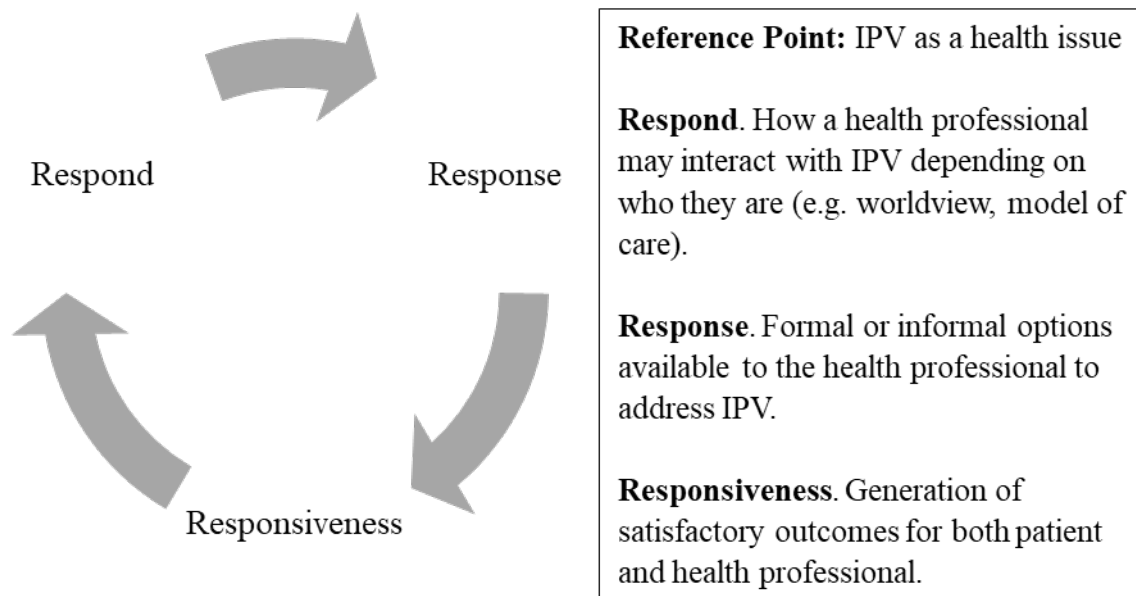 Respond
Response
Responsiveness
Reference Point: IPV as a health issue
Respond. How a health professional
may interact with IPV depending on
who they are (e.g. worldview, model of
care).
Response. Formal or informal options
available to the health professional to
address IPV.
Responsiveness. Generation of
satisfactory outcomes for both patient
and health professional.